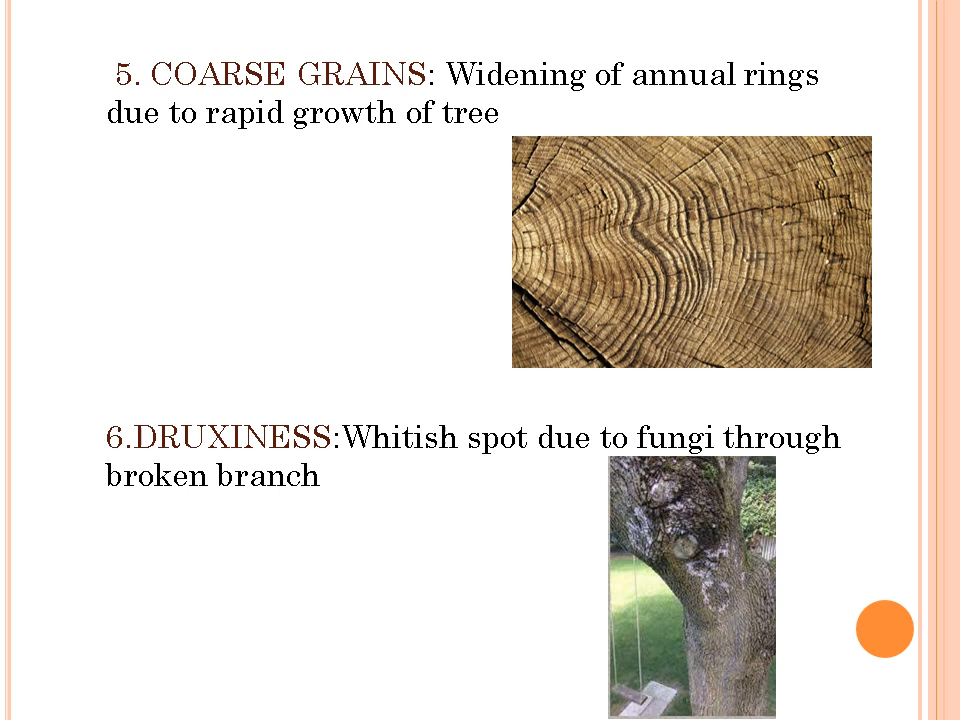 5. COARSE GRAINS: Widening of annual rings
due to rapid growth of tree
6.DRUXINESS:Whitish spot due to fungi through
broken branch